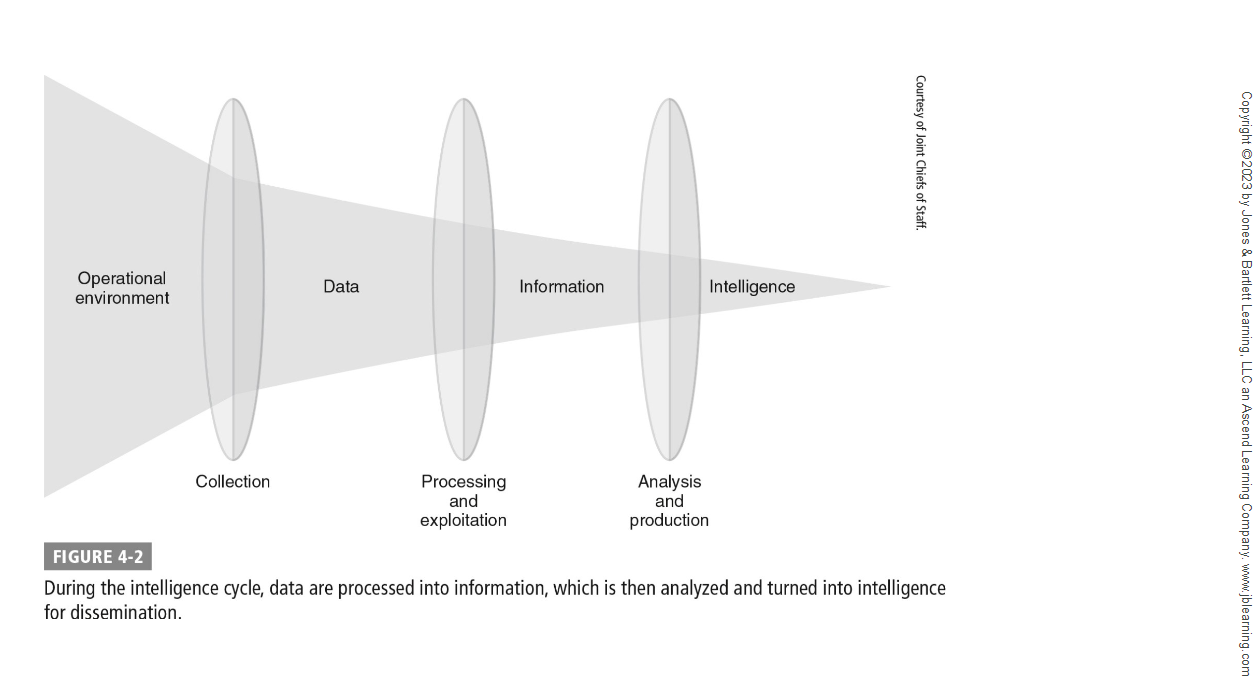 Operational
environment
Data
Information
Intelligence
Collection
Processing
and
exploitation
Analysis
and
production
Courtesy of Joint Chiefs of Staff.
FIGURE 4-2
During the intelligence cycle, data are processed into information, which is then analyzed and turned into intelligence
for dissemination.
Copyright ©2023 by Jones & Bartlett Learning, LLC an Ascend Learning Company. www.jblearning.com